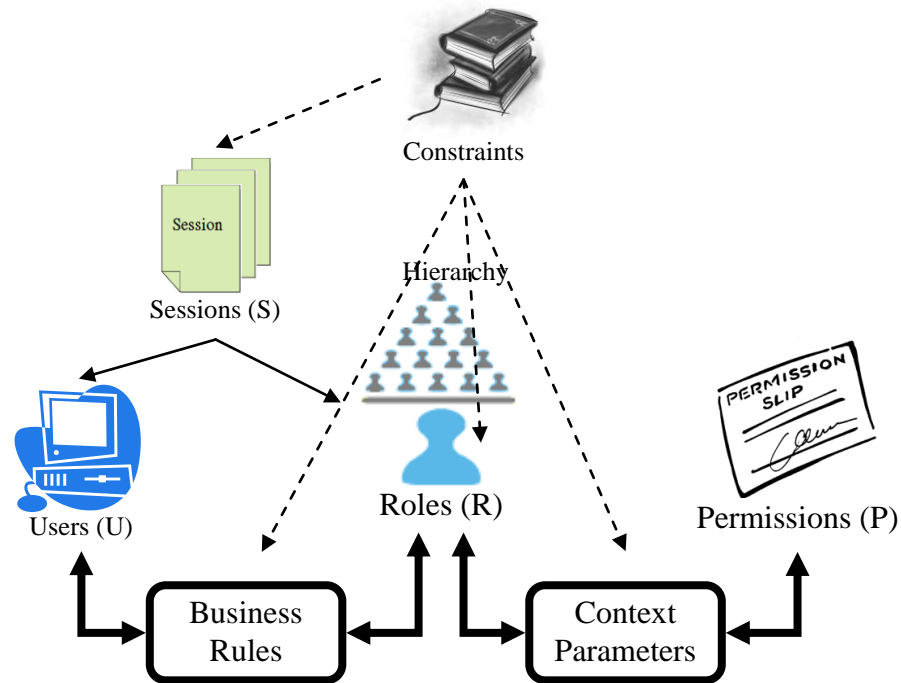 Constraints
Session
Hierarchy
Sessions (S)
PERMISSION
SLIP
Roles (R)
Users (U)
Permissions (P)
Business
Rules
Context
Parameters